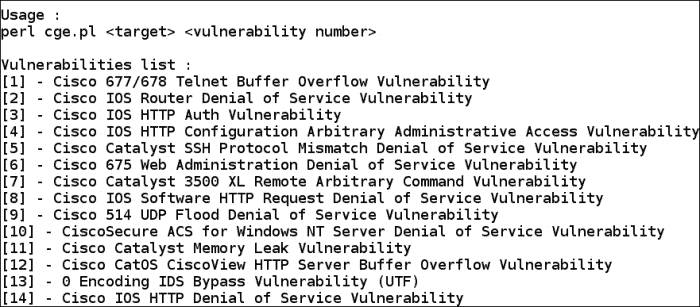 Usage :
perl cge.pl <target> <vulnerability number>
Vulnerabilities list :
[1] - Cisco 677/678 Telnet Buffer Overflow Vulnerability
[2] - Cisco IOS Router Denial of Service Vulnerability
[3] - Cisco IOS HTTP Auth Vulnerability
[4] - Cisco IOS HTTP Configuration Arbitrary Administrative Access Vulnerability
[5] - Cisco Catalyst SSH Protocol Mismatch Denial of Service Vulnerability
[6] - Cisco 675 Web Administration Denial of Service Vulnerability
[7] - Cisco Catalyst 3500 XL Remote Arbitrary Command Vulnerability
[8] - Cisco IOS Software HTTP Request Denial of Service Vulnerability
[9] - Cisco 514 UDP Flood Denial of Service Vulnerability
[10] - CiscoSecure ACS for Windows NT Server Denial of Service Vulnerability
[11] - Cisco Catalyst Memory Leak Vulnerability
[12] - Cisco CatOS CiscoView HTTP Server Buffer Overflow Vulnerability
[13] - 0 Encoding IDS Bypass Vulnerability (UTF)
[14] - Cisco IOS HTTP Denial of Service Vulnerability